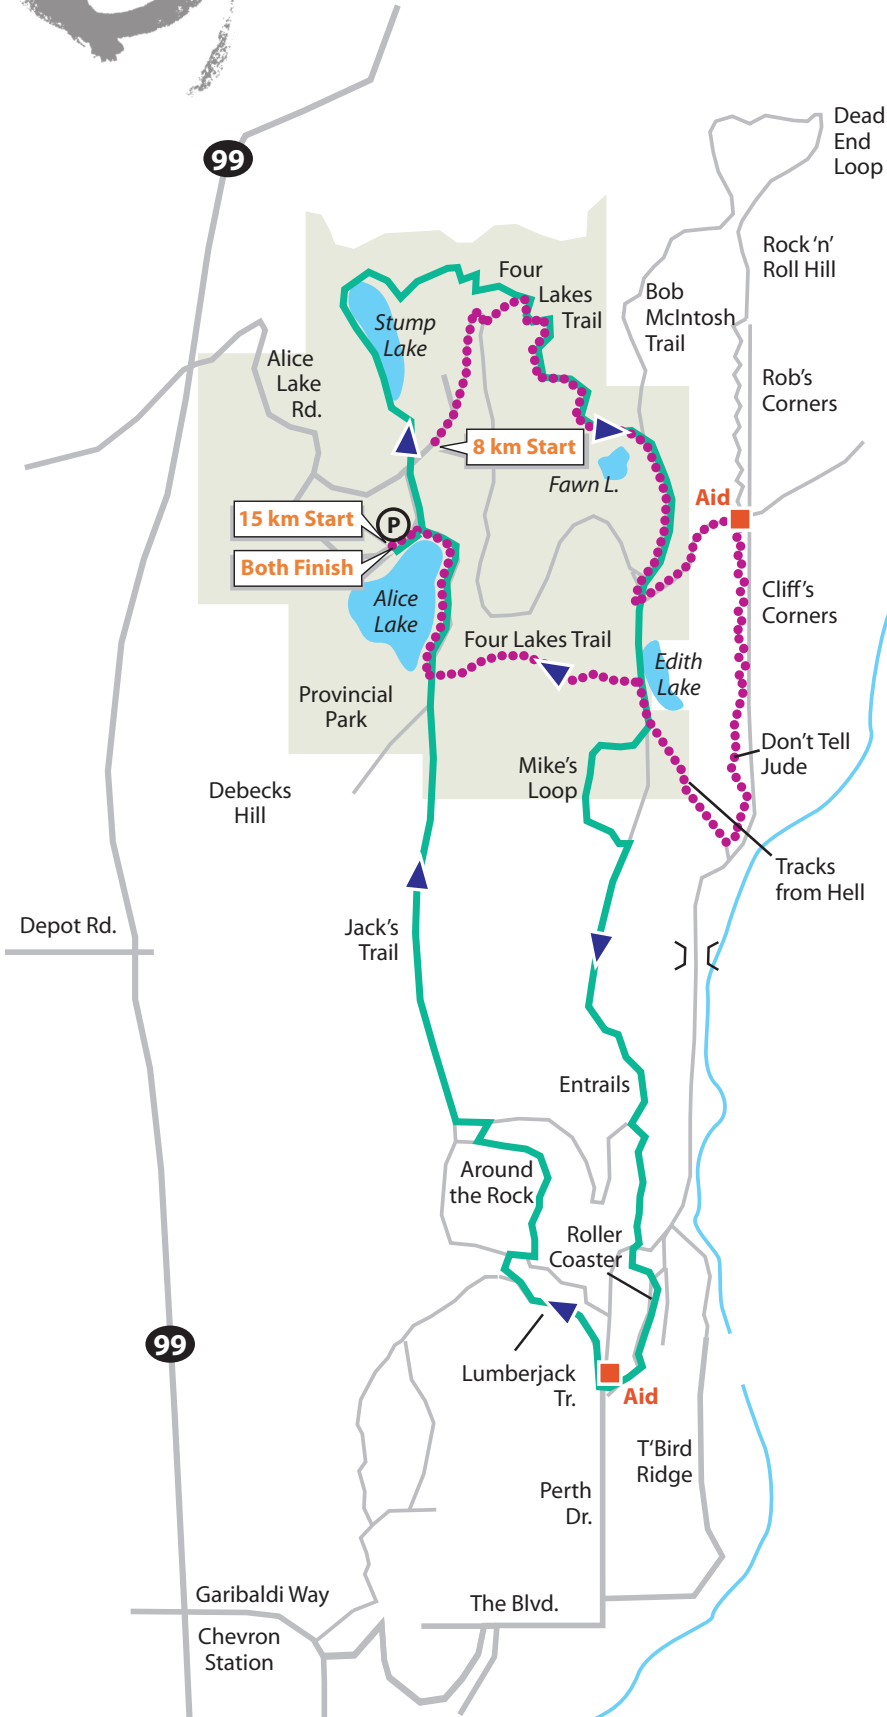 Dead
End
Loop
99
Rock ‘n’
Roll Hill
Four
Lakes
Trail
Bob
McIntosh
Trail
Stump
Lake
Alice
Lake
Rd.
Rob's
Corners
8 km Start
Fawn L.
Aid
15 km Start
P
Both Finish
Alice
Lake
Cliff's
Corners
Four Lakes Trail
Edith
Lake
Provincial
Park
Don't Tell
Jude
Mike's
Loop
Debecks
Hill
Tracks
from Hell
Depot Rd.
Jack's
Trail
Entrails
Around
the Rock
Roller
Coaster
99
Lumberjack
Tr.
Aid
T‘Bird
Ridge
Perth
Dr.
Garibaldi Way
The Blvd.
Chevron
Station